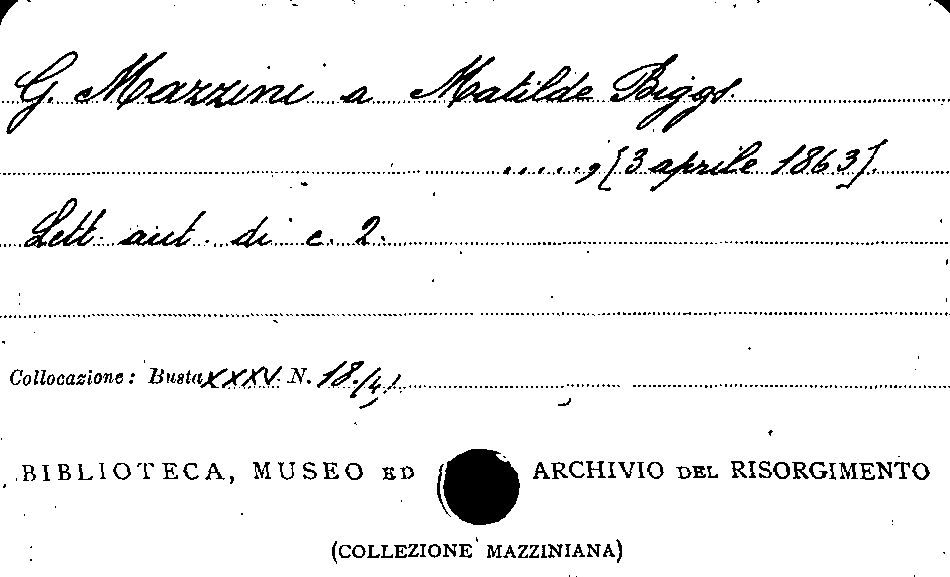 G. Mazzini a Matilde Biggs.
....., [3 aprile 1863].
Lett. aut. di c. 2.
Collocazione: Busta XXXV N. 18.(4)
BIBLIOTECA, MUSEO ED ARCHIVIO DEL RISORGIMENTO
(COLLEZIONE MAZZINIANA)